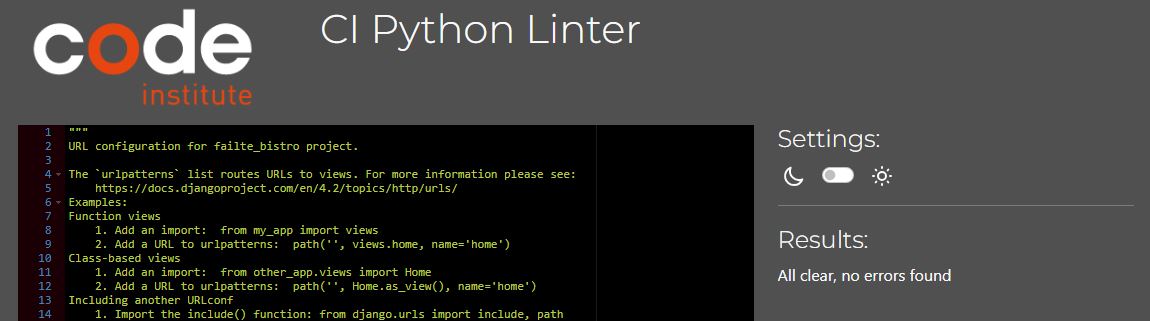 code
institute
CI Python Linter
1 """
2 URL configuration for failte_bistro project.
3
4 The `urlpatterns` list routes URLs to views. For more information please see:
5     https://docs.djangoproject.com/en/4.2/topics/http/urls/
6 Examples:
7 Function views
8     1. Add an import:  from my_app import views
9     2. Add a URL to urlpatterns:  path('', views.home, name='home')
10 Class-based views
11     1. Add an import:  from other_app.views import Home
12     2. Add a URL to urlpatterns:  path('', Home.as_view(), name='home')
13 Including another URLconf
14     1. Import the include() function: from django.urls import include, path
Settings:
Results:
All clear, no errors found